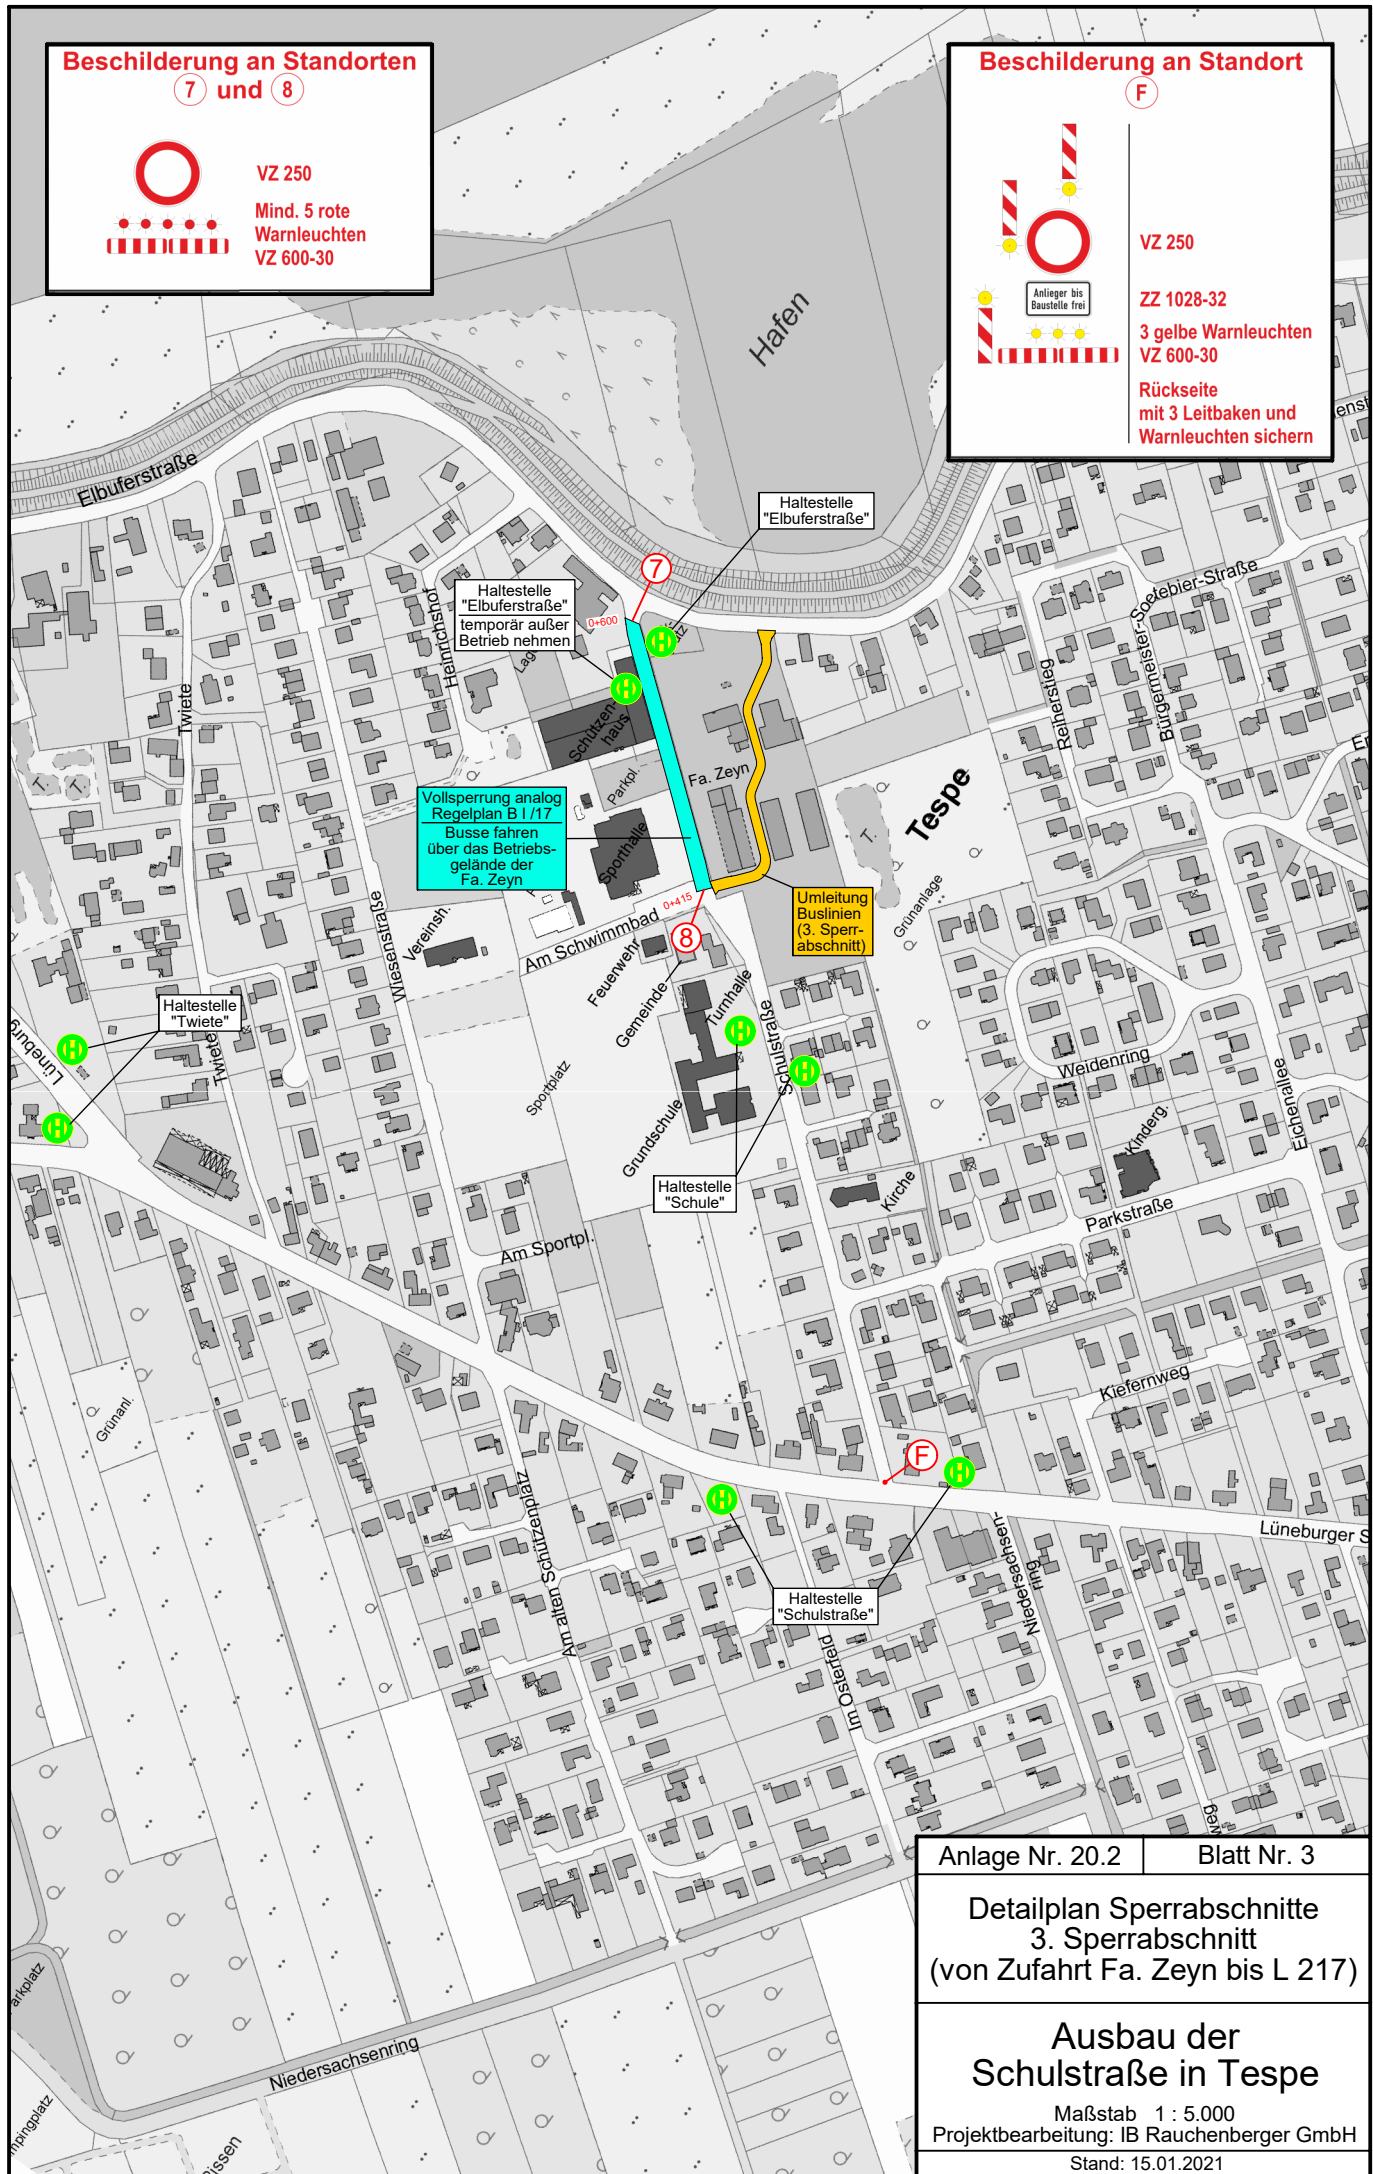 Beschilderung an Standorten
7 und 8
VZ 250
Mind. 5 rote
Warnleuchten
VZ 600-30
Beschilderung an Standort
F
VZ 250
Anlieger bis
Baustelle frei
ZZ 1028-32
3 gelbe Warnleuchten
VZ 600-30
Rückseite
mit 3 Leitbaken und
Warnleuchten sichern
Hafen
Elbuferstraße
Haltestelle
"Elbuferstraße"
7
Haltestelle
"Elbuferstraße"
temporär außer
Betrieb nehmen
0+600
H
H
Heinrichshof
Twiete
Schützen-
haus
Parkpl.
Fa. Zeyn
Reiherstieg
Bürgermeister-Soetebier-Straße
T.
T.
T.
Tespe
Vollsperrung analog
Regelplan B I /17
Busse fahren
über das Betriebs-
gelände der
Fa. Zeyn
Sporthalle
0+415
8
Umleitung
Buslinien
(3. Sperr-
abschnitt)
Grünanlage
Wiesenstraße
Vereinsh.
Am Schwimmbad
Feuerwehr
Gemeinde
Turnhalle
Schulstraße
Haltestelle
"Twiete"
H
H
Lüneburg
Twiete
H
H
Weidenring
Sportplatz
Grundschule
Haltestelle
"Schule"
Kirche
Kinderg.
Eichenallee
Parkstraße
Am Sportpl.
Kiefernweg
Grünanl.
F
H
H
Lüneburger S
Am alten Schützenplatz
Niedersachsen-
ring
Haltestelle
"Schulstraße"
Im Osterfeld
weg
arkplatz
Niedersachsenring
mpingplatz
issen
Anlage Nr. 20.2
Blatt Nr. 3
Detailplan Sperrabschnitte
3. Sperrabschnitt
(von Zufahrt Fa. Zeyn bis L 217)
Ausbau der
Schulstraße in Tespe
Maßstab 1 : 5.000
Projektbearbeitung: IB Rauchenberger GmbH
Stand: 15.01.2021